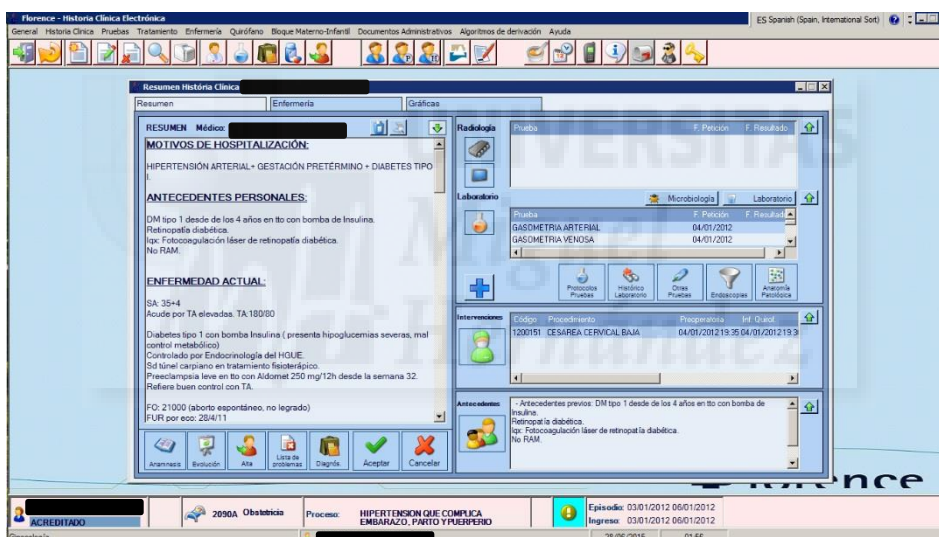 Florence - Historia Clínica Electrónica
ES Spanish (Spain, International Sort)
General Historia Clínica Pruebas Tratamiento Enfermería Quirófano Bloque Materno-Infantil Documentos Administrativos Algoritmos de derivación Ayuda
Resumen História Clínica
Resumen Enfermería Gráficas
RESUMEN Médico:
MOTIVOS DE HOSPITALIZACIÓN:
HIPERTENSIÓN ARTERIAL+ GESTACIÓN PRETÉRMINO + DIABETES TIPO
I.
ANTECEDENTES PERSONALES:
DM tipo 1 desde de los 4 años en tto con bomba de Insulina.
Retinopatía diabética.
Iqx: Fotocoagulación láser de retinopatía diabética.
No RAM.
ENFERMEDAD ACTUAL:
SA: 35+4
Acude por TA elevadas. TA:180/80
Diabetes tipo 1 con bomba Insulina ( presenta hipoglucemias severas, mal
control metabólico)
Controlado por Endocrinología del HGUE.
Sd túnel carpiano en tratamiento fisioterápico.
Preeclampsia leve en tto con Aldomet 250 mg/12h desde la semana 32.
Refiere buen control con TA.
FO: 21000 (aborto espontáneo, no legrado)
FUR por eco: 28/4/11
Anamnesis Evolución Alta Lista de problemas Diagnós. Aceptar Cancelar
Radiología
Prueba F. Petición F. Resultado
Laboratorio
Microbiología Laboratorio
Prueba F. Petición F. Resultad
GASOMETRIA ARTERIAL 04/01/2012
GASOMETRIA VENOSA 04/01/2012
Protocolos Pruebas Histórico Laboratorio Otras Pruebas Endoscopias Anatomía Patológica
Intervenciones
Código Procedimiento Preoperatoria Inf. Quirof.
1200151 CESAREA CERVICAL BAJA 04/01/2012 19:35 04/01/2012 19:3
Antecedentes
- Antecedentes previos: DM tipo 1 desde de los 4 años en tto con bomba de
Insulina.
Retinopatía diabética.
Iqx: Fotocoagulación láser de retinopatía diabética.
No RAM.
UNIVERSITAS
Miguel
Hernández
ACREDITADO
2090A Obstetricia
Proceso: HIPERTENSION QUE COMPLICA
EMBARAZO, PARTO Y PUERPERIO
Episodio: 03/01/2012 06/01/2012
Ingreso: 03/01/2012 06/01/2012